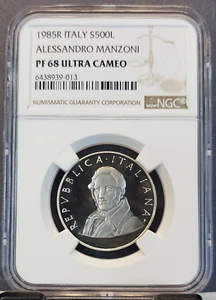 1985R ITALY S500L
ALESSANDRO MANZONI
PF 68 ULTRA CAMEO
6438939-013
NUMISMATIC GUARANTY CORPORATION
NGC
REPVBBLICA · ITALIANA